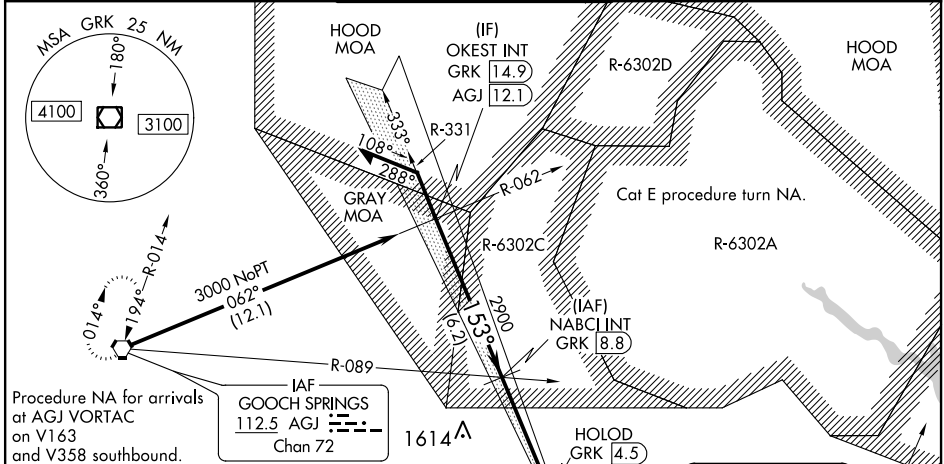 MSA GRK 25 NM
180°
4100
3100
360°
HOOD
MOA
(IF)
OKEST INT
GRK 14.9
AGJ 12.1
R-6302D
HOOD
MOA
333°
R-331
108°
288°
R-062
GRAY
MOA
Cat E procedure turn NA.
R-6302C
R-6302A
R-014
194°
014°
3000 NoPT
062°
(12.1)
2900
153°
(6.2)
(IAF)
NABCI INT
GRK 8.8
R-089
Procedure NA for arrivals
at AGJ VORTAC
on V163
and V358 southbound.
IAF
GOOCH SPRINGS
112.5 AGJ
Chan 72
1614
HOLOD
GRK 4.5